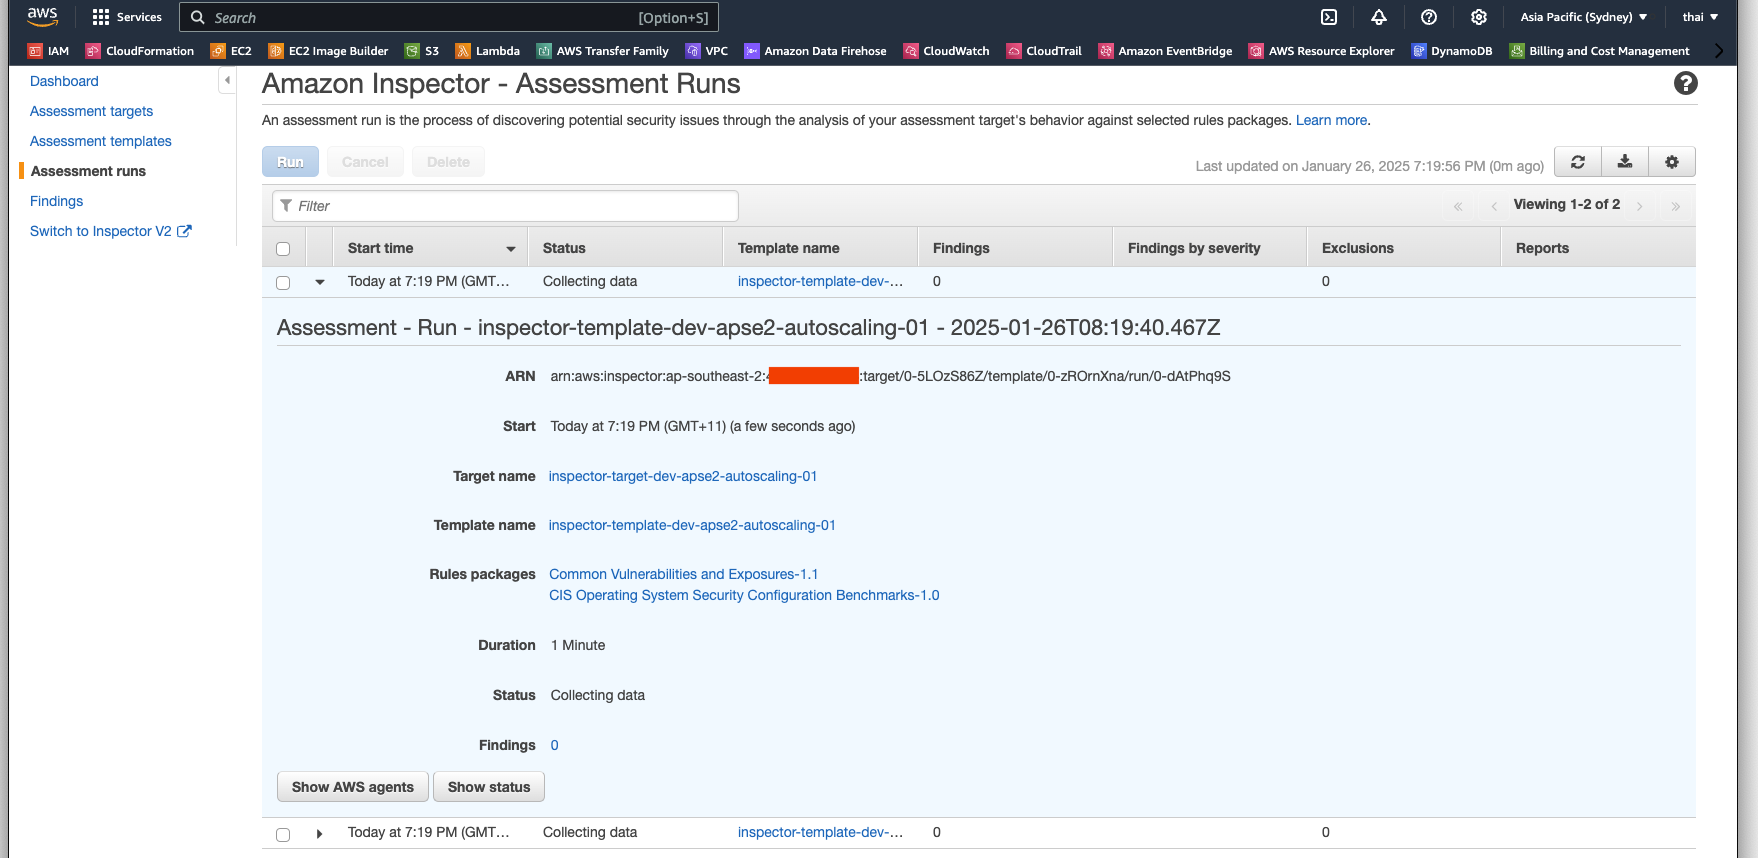 aws Services Search [Option+S] Asia Pacific (Sydney) thai
IAM CloudFormation EC2 EC2 Image Builder S3 Lambda AWS Transfer Family VPC Amazon Data Firehose CloudWatch CloudTrail Amazon EventBridge AWS Resource Explorer DynamoDB Billing and Cost Management
Dashboard
Assessment targets
Assessment templates
Assessment runs
Findings
Switch to Inspector V2
Amazon Inspector - Assessment Runs
An assessment run is the process of discovering potential security issues through the analysis of your assessment target's behavior against selected rules packages. Learn more.
Run Cancel Delete
Last updated on January 26, 2025 7:19:56 PM (0m ago)
Filter
« ‹ Viewing 1-2 of 2 › »
Start time Status Template name Findings Findings by severity Exclusions Reports
Today at 7:19 PM (GMT... Collecting data inspector-template-dev-... 0 0
Assessment - Run - inspector-template-dev-apse2-autoscaling-01 - 2025-01-26T08:19:40.467Z
ARN arn:aws:inspector:ap-southeast-2: :target/0-5LOzS86Z/template/0-zROrnXna/run/0-dAtPhq9S
Start Today at 7:19 PM (GMT+11) (a few seconds ago)
Target name inspector-target-dev-apse2-autoscaling-01
Template name inspector-template-dev-apse2-autoscaling-01
Rules packages Common Vulnerabilities and Exposures-1.1
CIS Operating System Security Configuration Benchmarks-1.0
Duration 1 Minute
Status Collecting data
Findings 0
Show AWS agents Show status
Today at 7:19 PM (GMT... Collecting data inspector-template-dev-... 0 0